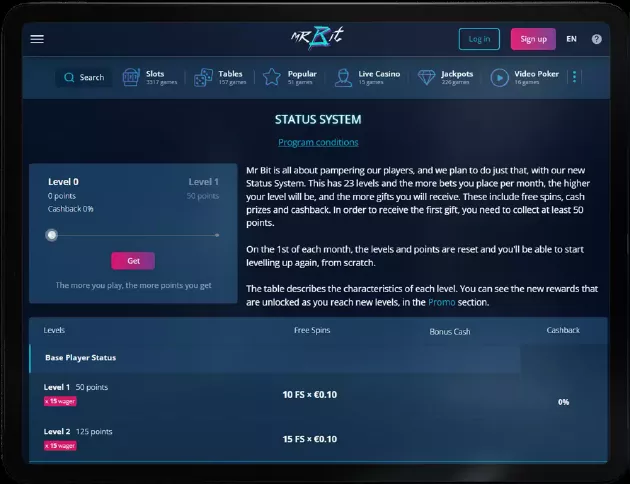 MR Bit
Log in
Sign up
EN
?
Search
Slots
3317 games
Tables
157 games
Popular
51 games
Live Casino
15 games
Jackpots
226 games
Video Poker
16 games
STATUS SYSTEM
Program conditions
Level 0
Level 1
0 points
50 points
Cashback 0%
Get
The more you play, the more points you get
Mr Bit is all about pampering our players, and we plan to do just that, with our new
Status System. This has 23 levels and the more bets you place per month, the higher
your level will be, and the more gifts you will receive. These include free spins, cash
prizes and cashback. In order to receive the first gift, you need to collect at least 50
points.
On the 1st of each month, the levels and points are reset and you'll be able to start
levelling up again, from scratch.
The table describes the characteristics of each level. You can see the new rewards that
are unlocked as you reach new levels, in the Promo section.
Levels
Free Spins
Bonus Cash
Cashback
Base Player Status
Level 1 50 points
x 15 wager
10 FS × €0.10
0%
Level 2 125 points
x 15 wager
15 FS × €0.10